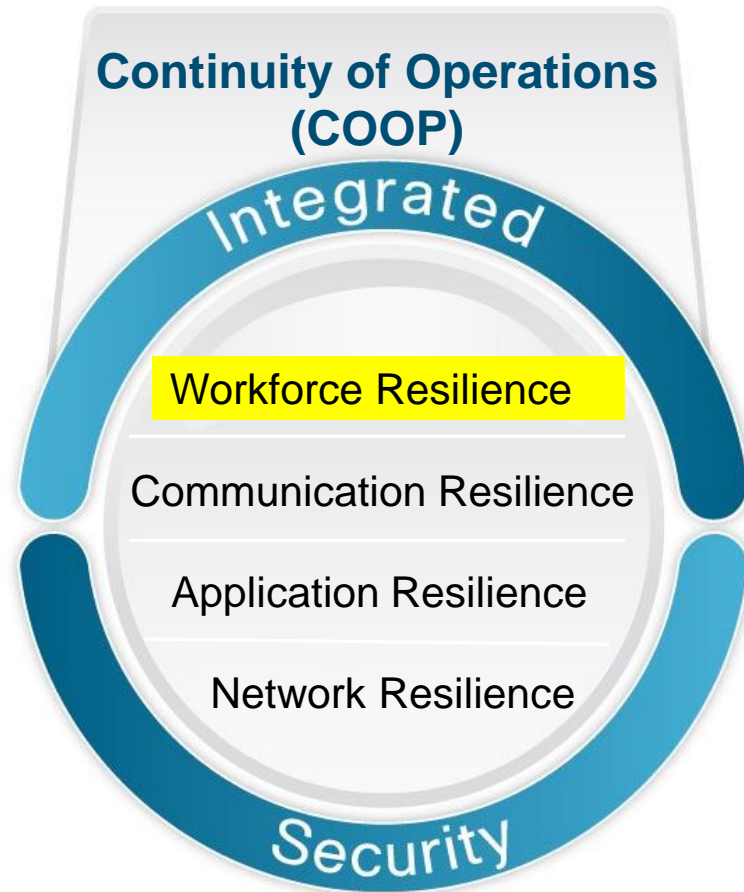 Continuity of Operations
(COOP)
Integrated
Workforce Resilience
Communication Resilience
Application Resilience
Network Resilience
Security